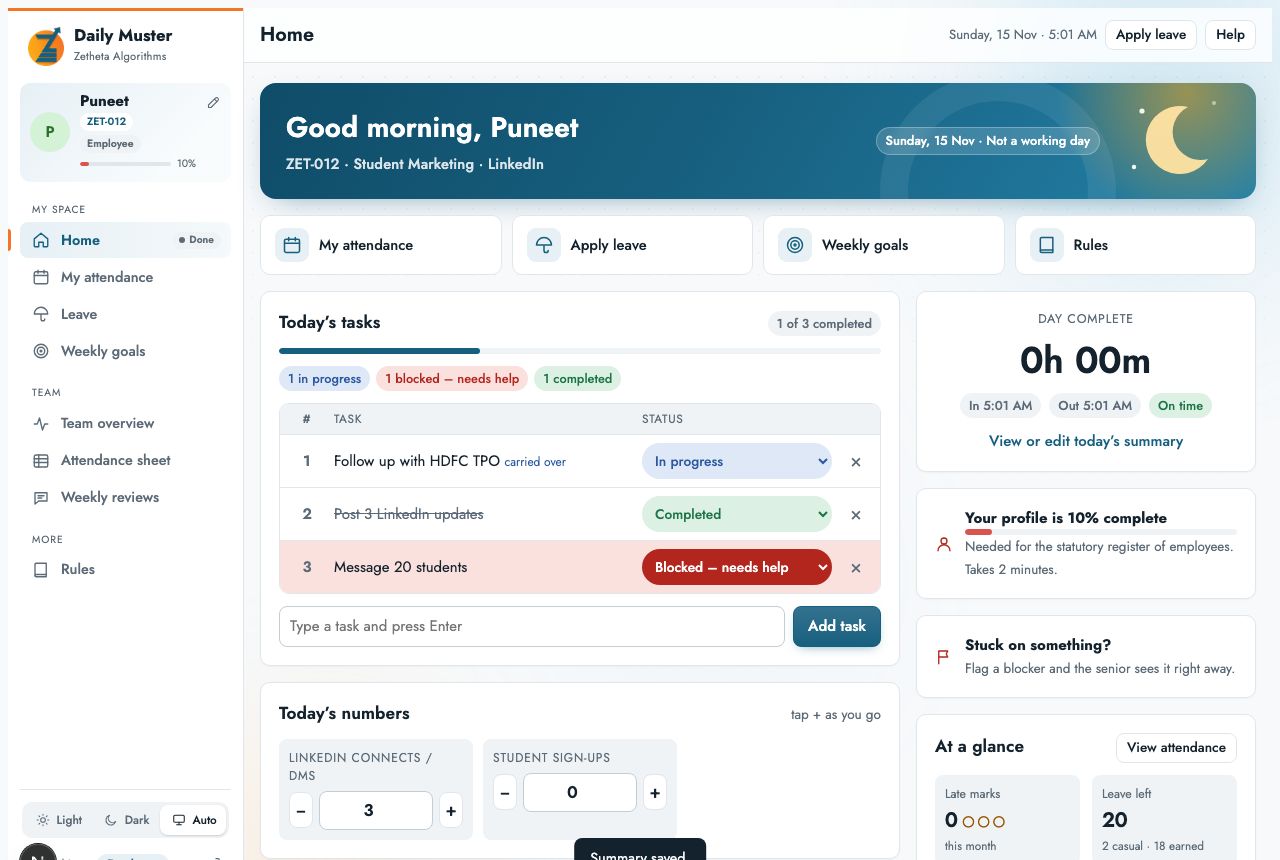 Daily Muster
Zetheta Algorithms
P
Puneet
ZET-012
Employee
10%
MY SPACE
Home
Done
My attendance
Leave
Weekly goals
TEAM
Team overview
Attendance sheet
Weekly reviews
MORE
Rules
Light
Dark
Auto
Home
Sunday, 15 Nov · 5:01 AM
Apply leave
Help
Good morning, Puneet
ZET-012 · Student Marketing · LinkedIn
Sunday, 15 Nov · Not a working day
My attendance
Apply leave
Weekly goals
Rules
Today’s tasks
1 of 3 completed
1 in progress
1 blocked – needs help
1 completed
# TASK STATUS
1 Follow up with HDFC TPO carried over In progress ×
2 Post 3 LinkedIn updates Completed ×
3 Message 20 students Blocked – needs help ×
Type a task and press Enter
Add task
Today’s numbers
tap + as you go
LINKEDIN CONNECTS /
DMS
– 3 +
STUDENT SIGN-UPS
– 0 +
Summary saved
DAY COMPLETE
0h 00m
In 5:01 AM
Out 5:01 AM
On time
View or edit today’s summary
Your profile is 10% complete
Needed for the statutory register of employees.
Takes 2 minutes.
Stuck on something?
Flag a blocker and the senior sees it right away.
At a glance
View attendance
Late marks
0
this month
Leave left
20
2 casual · 18 earned